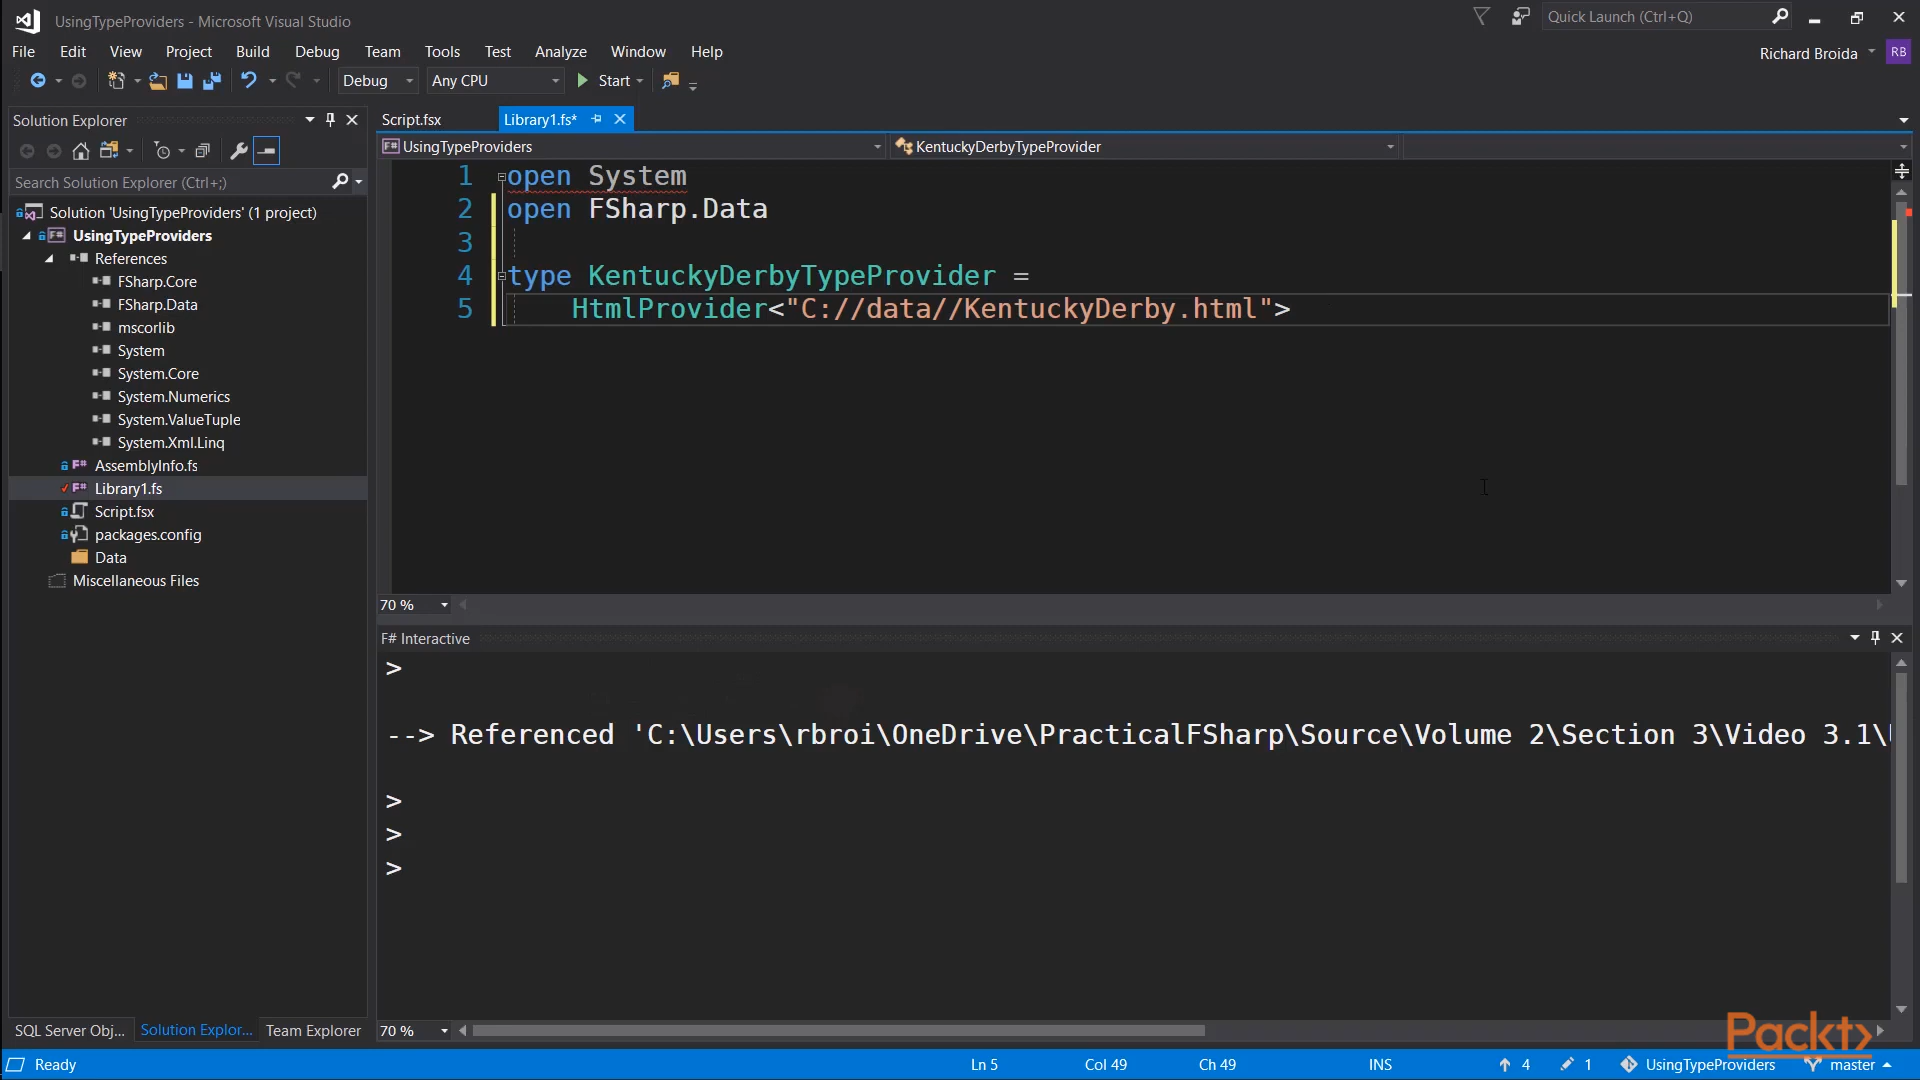 UsingTypeProviders - Microsoft Visual Studio
Quick Launch (Ctrl+Q)
File Edit View Project Build Debug Team Tools Test Analyze Window Help
Richard Broida
RB
Debug
Any CPU
Start
Solution Explorer
Search Solution Explorer (Ctrl+;)
Solution 'UsingTypeProviders' (1 project)
UsingTypeProviders
References
FSharp.Core
FSharp.Data
mscorlib
System
System.Core
System.Numerics
System.ValueTuple
System.Xml.Linq
F# AssemblyInfo.fs
F# Library1.fs
Script.fsx
packages.config
Data
Miscellaneous Files
SQL Server Obj... Solution Explor... Team Explorer
Script.fsx
Library1.fs*
F# UsingTypeProviders
KentuckyDerbyTypeProvider
1 open System
2 open FSharp.Data
3
4 type KentuckyDerbyTypeProvider =
5 HtmlProvider<"C://data//KentuckyDerby.html">
70 %
F# Interactive
>
--> Referenced 'C:\Users\rbroi\OneDrive\PracticalFSharp\Source\Volume 2\Section 3\Video 3.1\
>
>
>
70 %
Packt>
Ready
Ln 5
Col 49
Ch 49
INS
4
1
UsingTypeProviders
master